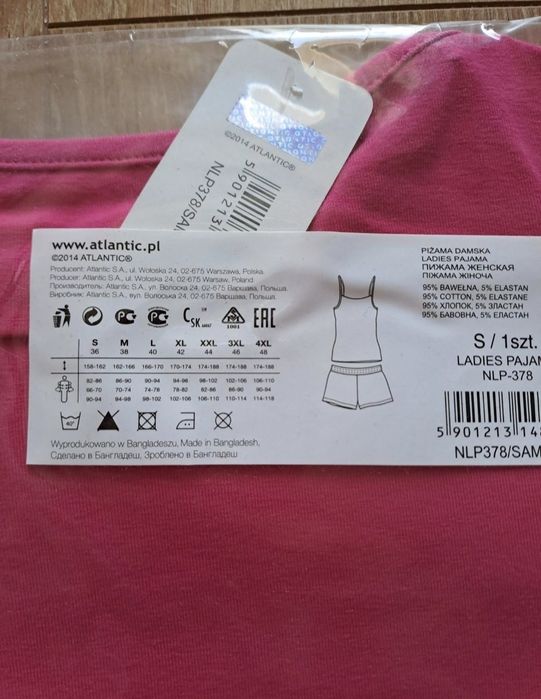 ATLANTIC
©2014 ATLANTIC®
5 901213
NLP378/SAM
www.atlantic.pl
©2014 ATLANTIC®
Producent: Atlantic S.A., ul. Wołoska 24, 02-675 Warszawa, Polska.
Producer: Atlantic S.A., ul. Wołoska 24, 02-675 Warsaw, Poland.
Производитель: Atlantic S.A., ул. Волоска 24, 02-675 Варшава, Польша.
Виробник: Atlantic S.A., вул. Волоска 24, 02-675 Варшава, Польща.
1001
EAC
S M L XL XXL 3XL 4XL
36 38 40 42 44 46 48
158-162 162-166 166-170 170-174 174-188 174-188 174-188
82-86 86-90 90-94 94-98 98-102 102-106 106-110
66-70 70-74 74-78 78-82 82-86 86-90 90-94
90-94 94-98 98-102 102-106 106-110 110-114 114-118
40°
Wyprodukowano w Bangladeszu, Made in Bangladesh,
Сделано в Бангладеш, Зроблено в Бангладеш
PIŻAMA DAMSKA
LADIES PAJAMA
ПИЖАМА ЖЕНСКАЯ
ПІЖАМА ЖІНОЧА
95% BAWEŁNA, 5% ELASTAN
95% COTTON, 5% ELASTANE
95% ХЛОПОК, 5% ЭЛАСТАН
95% БАВОВНА, 5% ЕЛАСТАН
S / 1szt.
LADIES PAJAM
NLP-378
5 901213 14
NLP378/SAM